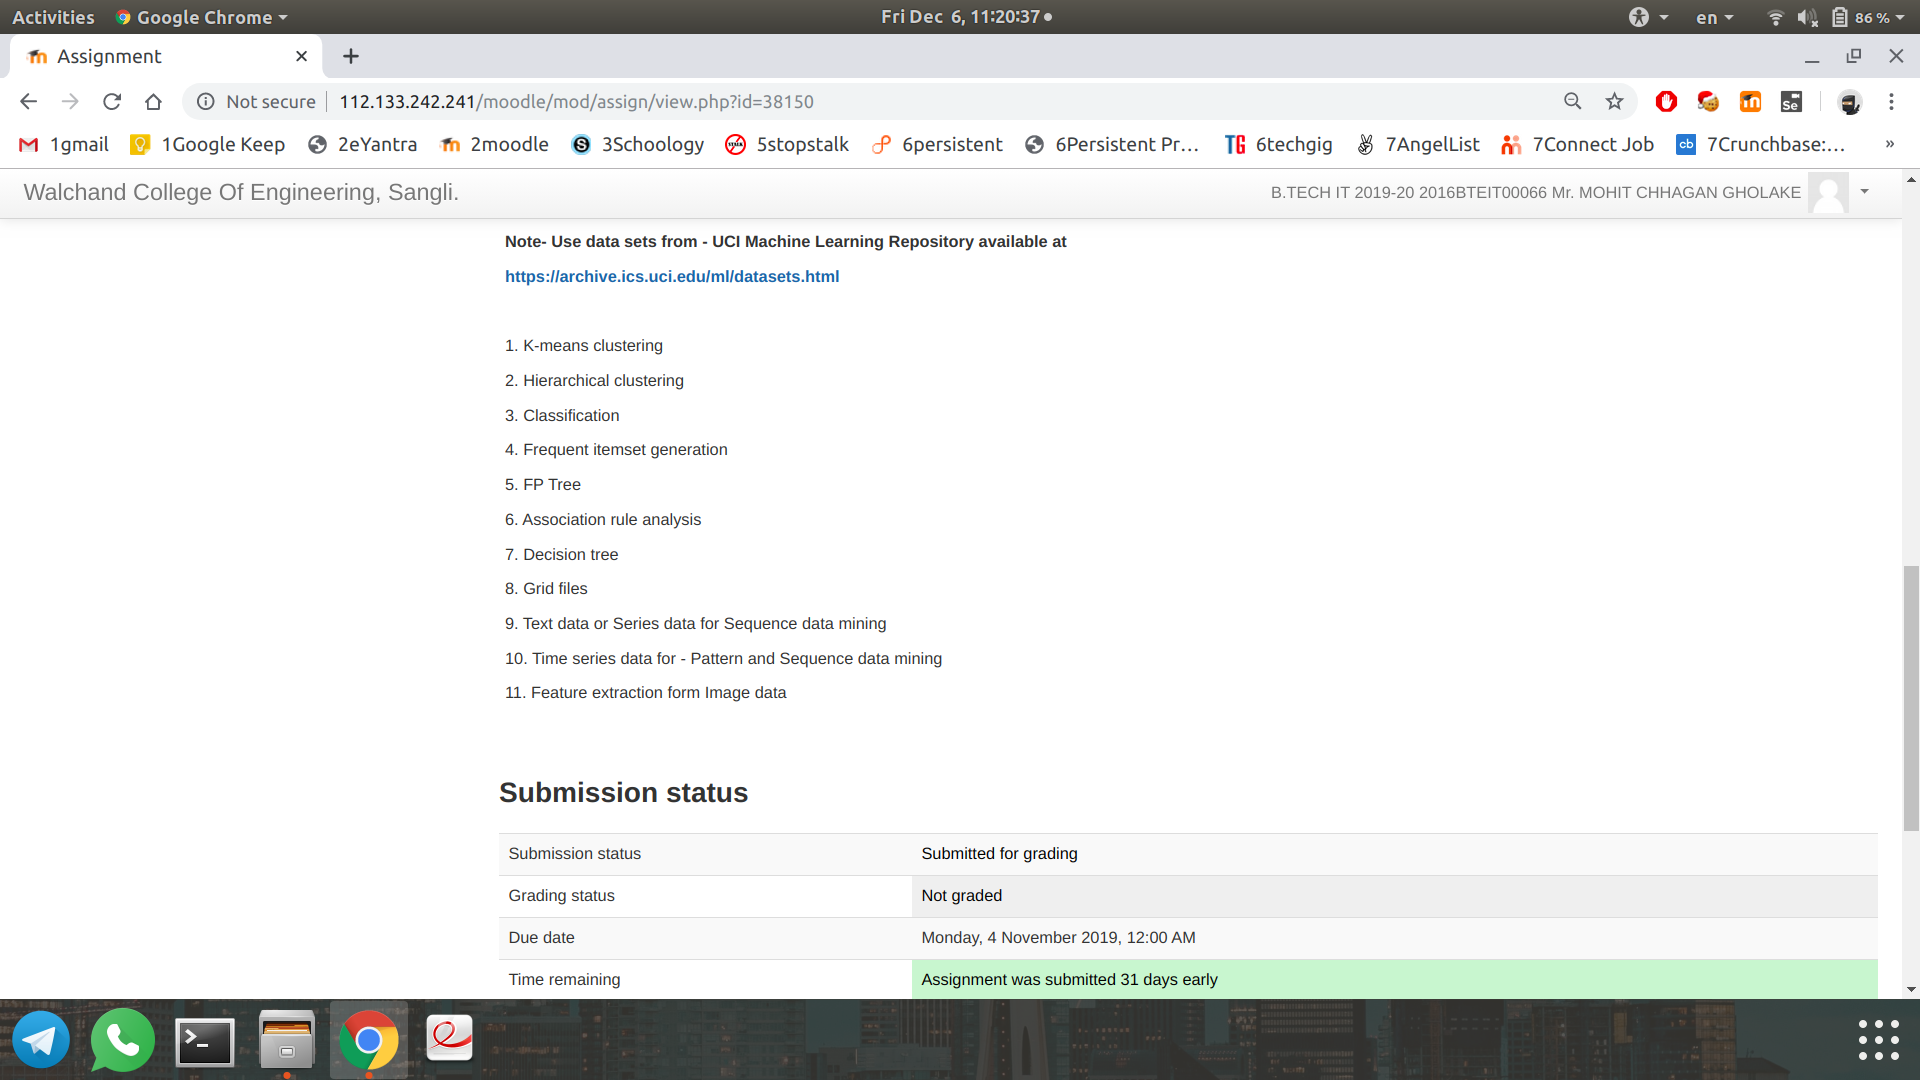 Activities Google Chrome Fri Dec 6, 11:20:37 en 86 %
Assignment
Not secure 112.133.242.241/moodle/mod/assign/view.php?id=38150 Se
1gmail 1Google Keep 2eYantra 2moodle S 3Schoology 5stopstalk 6persistent 6Persistent Pr... TG 6techgig 7AngelList 7Connect Job cb 7Crunchbase:... »
Walchand College Of Engineering, Sangli. B.TECH IT 2019-20 2016BTEIT00066 Mr. MOHIT CHHAGAN GHOLAKE
Note- Use data sets from - UCI Machine Learning Repository available at
https://archive.ics.uci.edu/ml/datasets.html
1. K-means clustering
2. Hierarchical clustering
3. Classification
4. Frequent itemset generation
5. FP Tree
6. Association rule analysis
7. Decision tree
8. Grid files
9. Text data or Series data for Sequence data mining
10. Time series data for - Pattern and Sequence data mining
11. Feature extraction form Image data
Submission status
Submission status Submitted for grading
Grading status Not graded
Due date Monday, 4 November 2019, 12:00 AM
Time remaining Assignment was submitted 31 days early